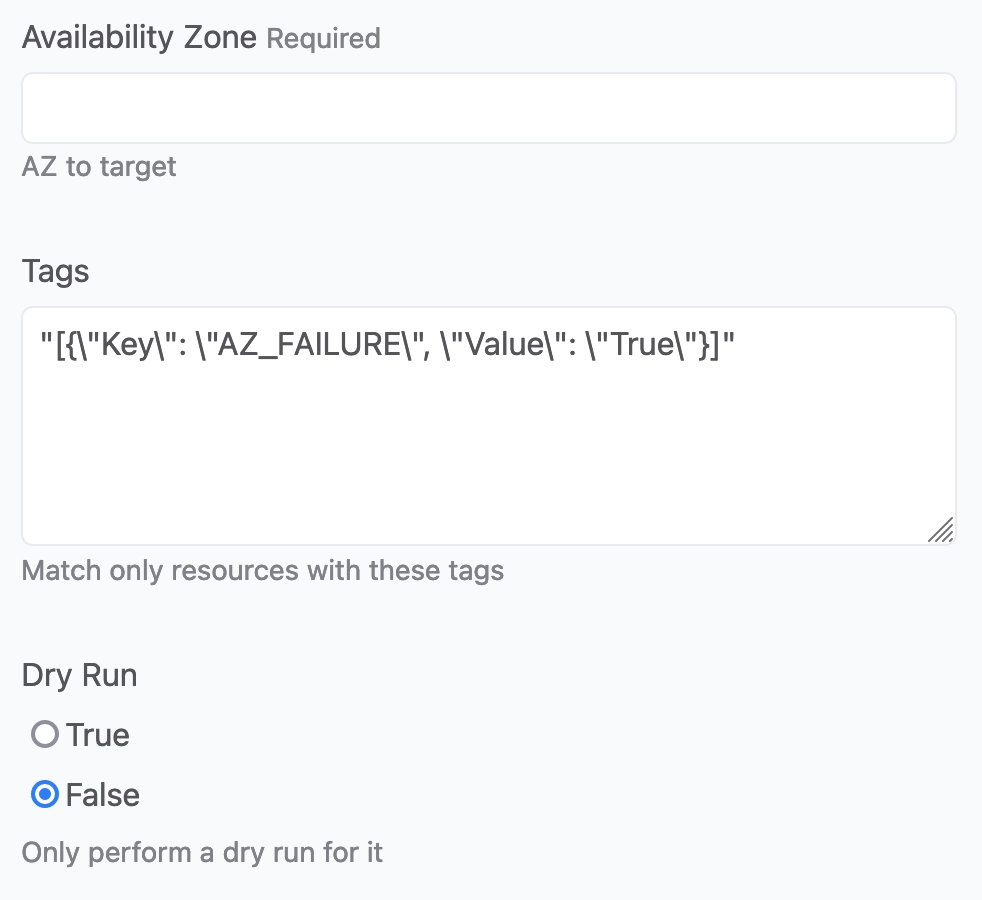 Availability Zone Required
AZ to target
Tags
"[{\"Key\": \"AZ_FAILURE\", \"Value\": \"True\"}]"
Match only resources with these tags
Dry Run
True
False
Only perform a dry run for it